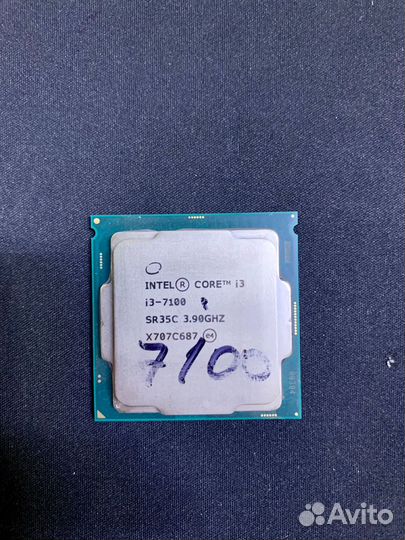 INTEL® CORE™ i3
i3-7100
SR35C 3.90GHZ
X707C687 e4
7100
Avito